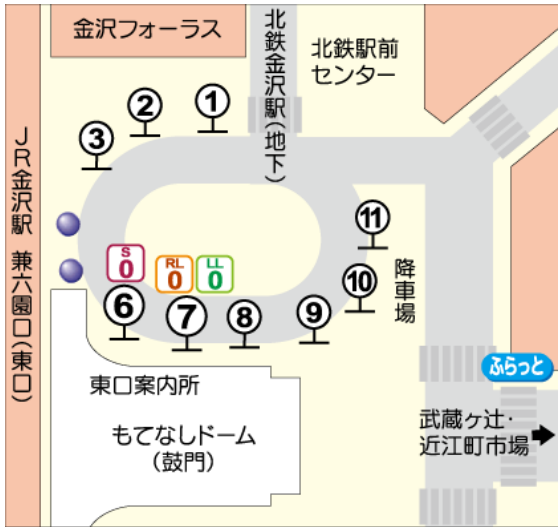 金沢フォーラス
北鉄金沢駅(地下)
北鉄駅前
センター
1
2
3
JR金沢駅 兼六園口(東口)
11
S
0
RL
0
LL
0
10
降車場
6
7
8
9
ふらっと
東口案内所
もてなしドーム
(鼓門)
武蔵ヶ辻・
近江町市場